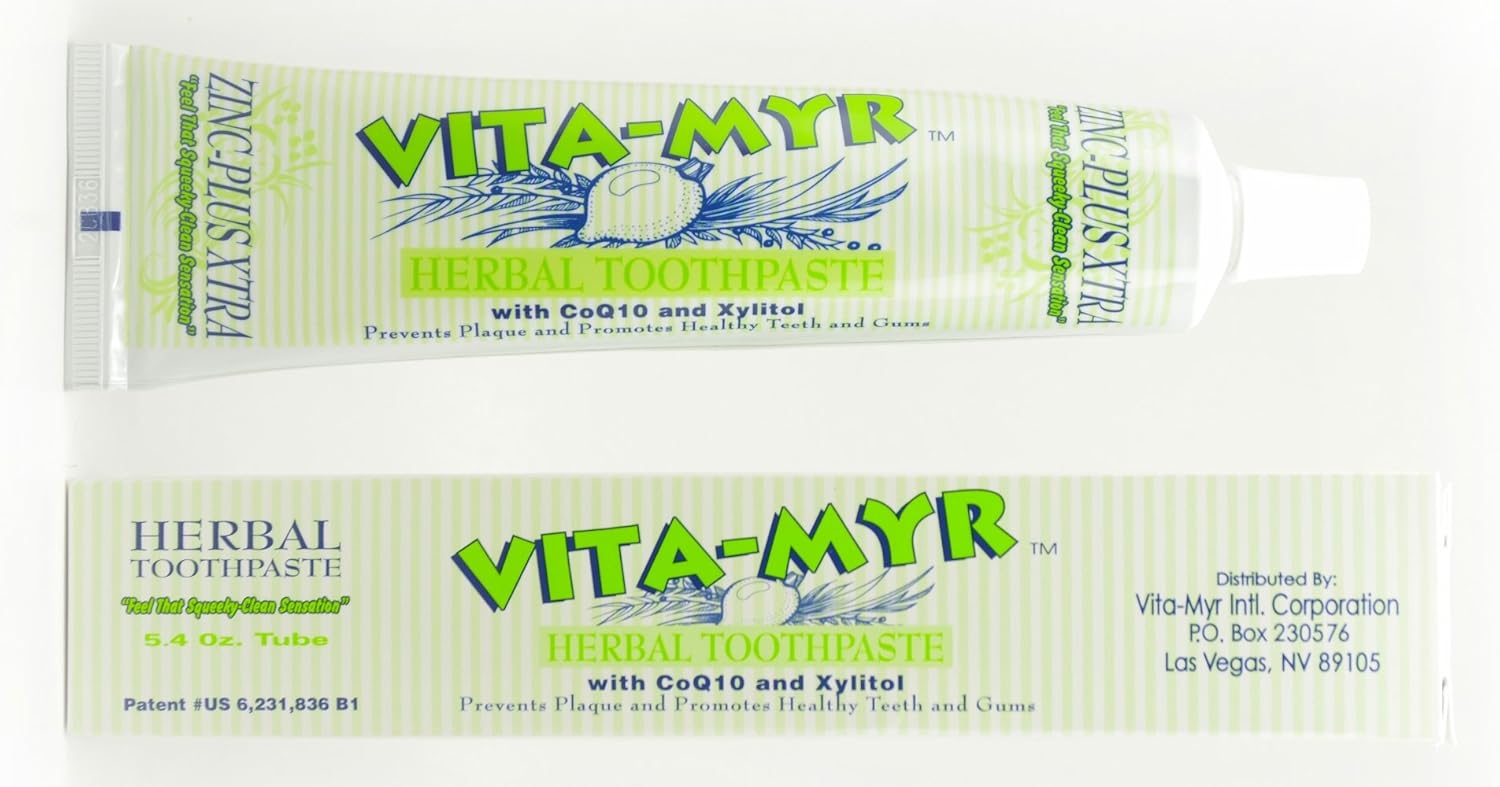 ZINC-PLUS XTRA
"Feel That Squeeky-Clean Sensation"
VITA-MYR™
HERBAL TOOTHPASTE
with CoQ10 and Xylitol
Prevents Plaque and Promotes Healthy Teeth and Gums
ZINC-PLUS XTRA
"Feel That Squeeky-Clean Sensation"
HERBAL
TOOTHPASTE
"Feel That Squeeky-Clean Sensation"
5.4 Oz. Tube
Patent #US 6,231,836 B1
VITA-MYR™
HERBAL TOOTHPASTE
with CoQ10 and Xylitol
Prevents Plaque and Promotes Healthy Teeth and Gums
Distributed By:
Vita-Myr Intl. Corporation
P.O. Box 230576
Las Vegas, NV 89105